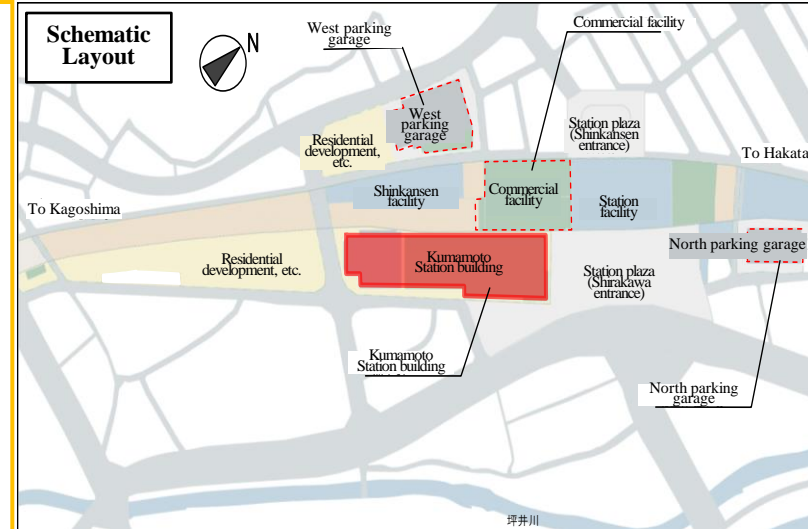 Schematic
Layout
N
West parking
garage
Commercial facility
West
parking
garage
Station plaza
(Shinkansen
entrance)
Residential
development,
etc.
To Hakata
Shinkansen
facility
Commercial
facility
Station
facility
To Kagoshima
North parking garage
Residential
development, etc.
Kumamoto
Station building
Station plaza
(Shirakawa
entrance)
Kumamoto
Station building
North parking
garage
坪井川